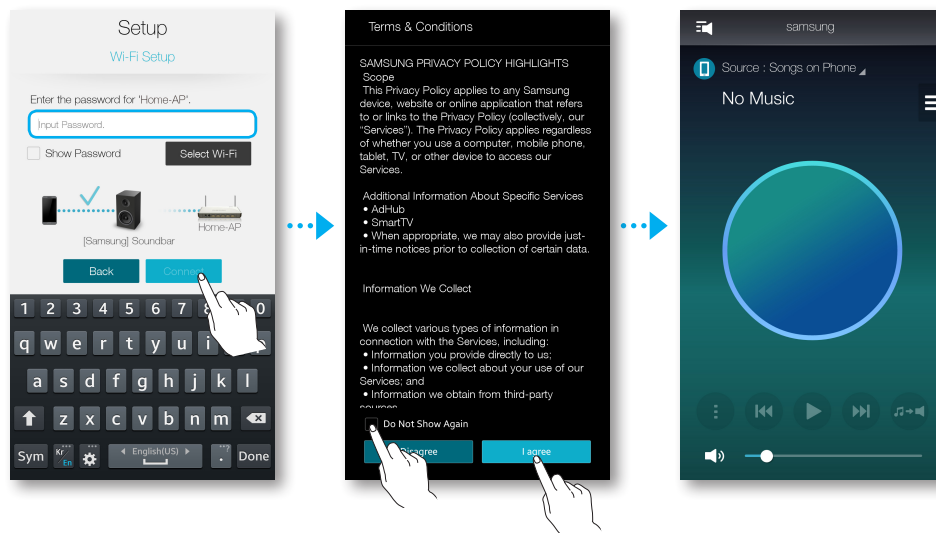 Setup
Wi-Fi Setup
Enter the password for 'Home-AP'.
Input Password.
Show Password
Select Wi-Fi
Home-AP
[Samsung] Soundbar
Back
Connect
1 2 3 4 5 6 7 8 0
q w e r t y u i p
a s d f g h j k l
z x c v b n m
Sym Kr En English(US) .?  Done
Terms & Conditions
SAMSUNG PRIVACY POLICY HIGHLIGHTS
Scope
This Privacy Policy applies to any Samsung
device, website or online application that refers
to or links to the Privacy Policy (collectively, our
“Services”). The Privacy Policy applies regardless
of whether you use a computer, mobile phone,
tablet, TV, or other device to access our
Services.
Additional Information About Specific Services
• AdHub
• SmartTV
• When appropriate, we may also provide just-
in-time notices prior to collection of certain data.
Information We Collect
We collect various types of information in
connection with the Services, including:
• Information you provide directly to us;
• Information we collect about your use of our
Services; and
• Information we obtain from third-party
sources
Do Not Show Again
Disagree
I agree
samsung
Source : Songs on Phone
No Music